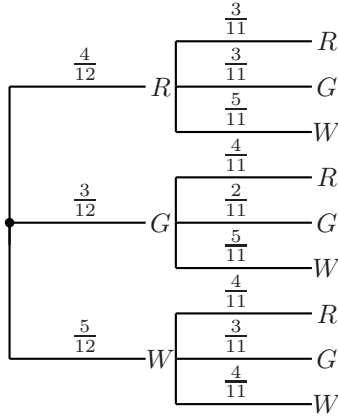 3/11 R
4/12 R 3/11 G
5/11 W
4/11 R
3/12 G 2/11 G
5/11 W
4/11 R
5/12 W 3/11 G
4/11 W